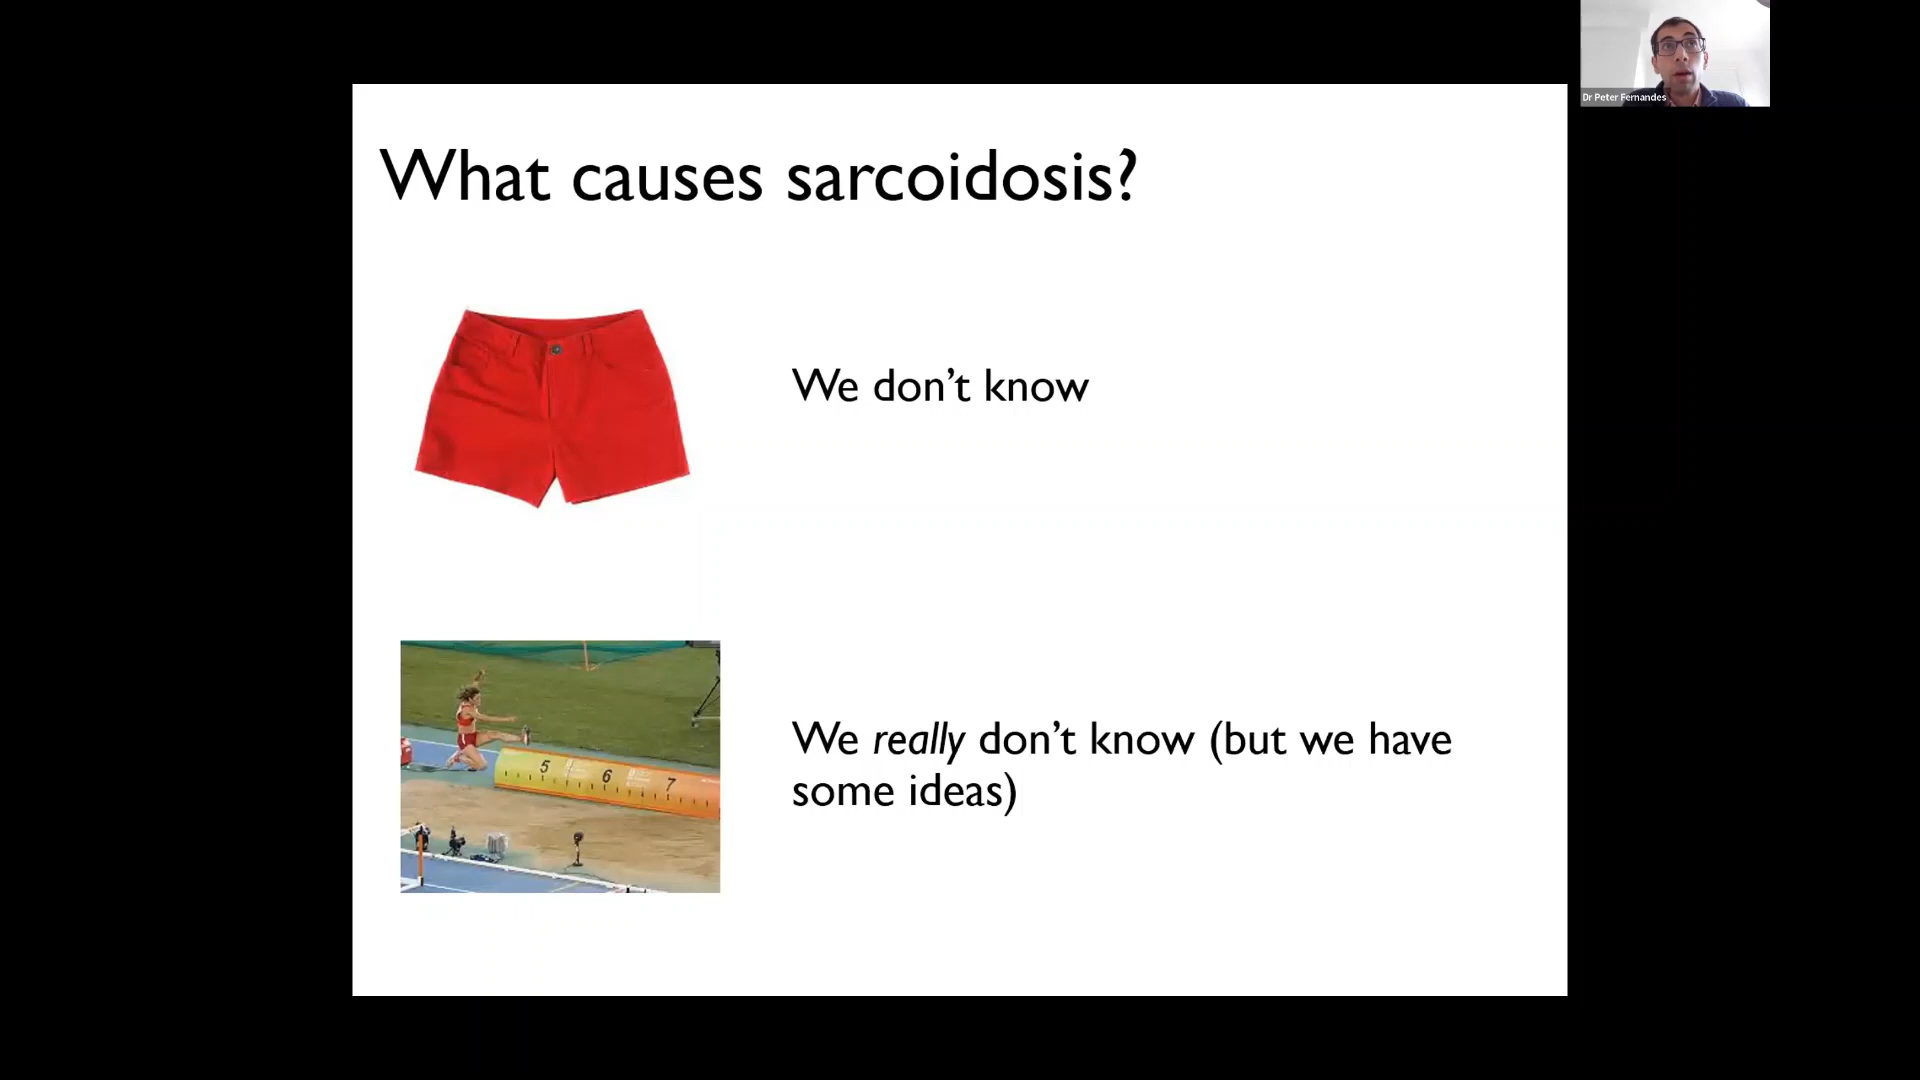 Dr Peter Fernandes
What causes sarcoidosis?
We don't know
5 6 7
We really don't know (but we have
some ideas)